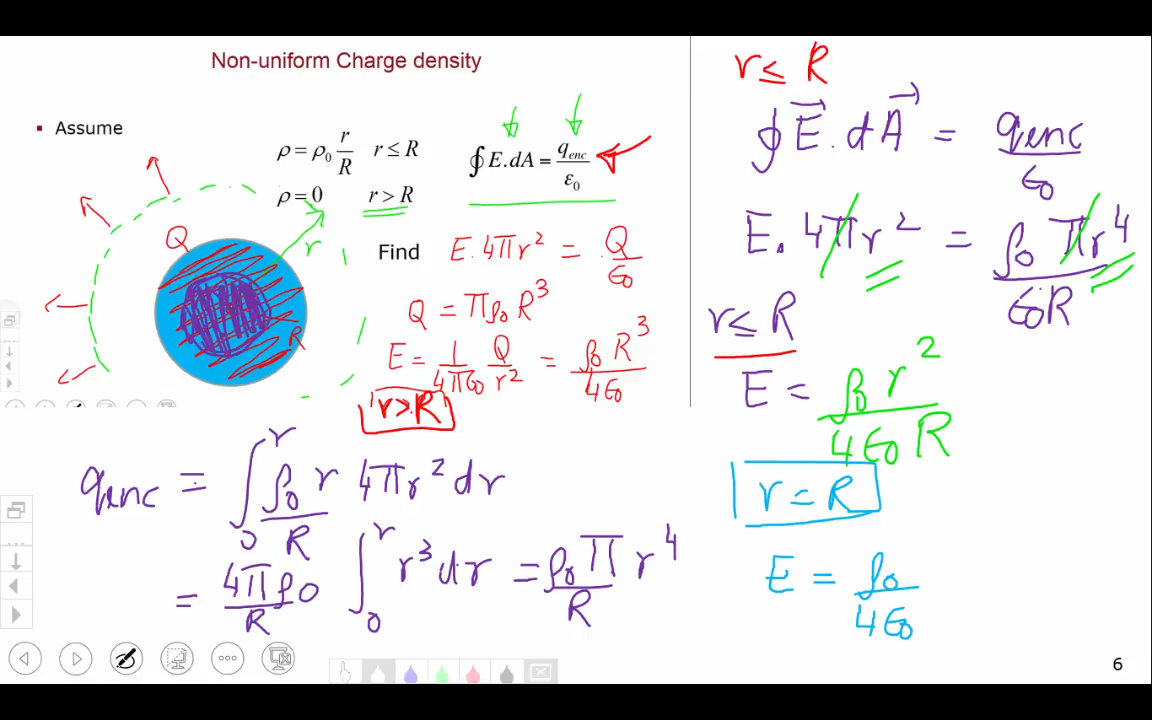 Non-uniform Charge density
▪ Assume
ρ = ρ₀ r/R r ≤ R
ρ = 0 r > R
∮ E.dA = q_enc/ε₀
Q
r
R
Find
E. 4πr² = Q/ϵ₀
Q = πρ₀R³
E = 1/4πϵ₀ Q/r² = ρ₀R³/4ϵ₀
r>R
q_enc = ∫₀^r ρ₀/R r 4πr² dr
= 4πρ₀/R ∫₀^r r³ dr = ρ₀π/R r⁴
r ≤ R
∮ E⃗ . dA⃗ = q_enc/ϵ₀
E. 4πr² = ρ₀πr⁴/ϵ₀R
r ≤ R
E = ρ₀r²/4ϵ₀R
r = R
E = ρ₀/4ϵ₀
6